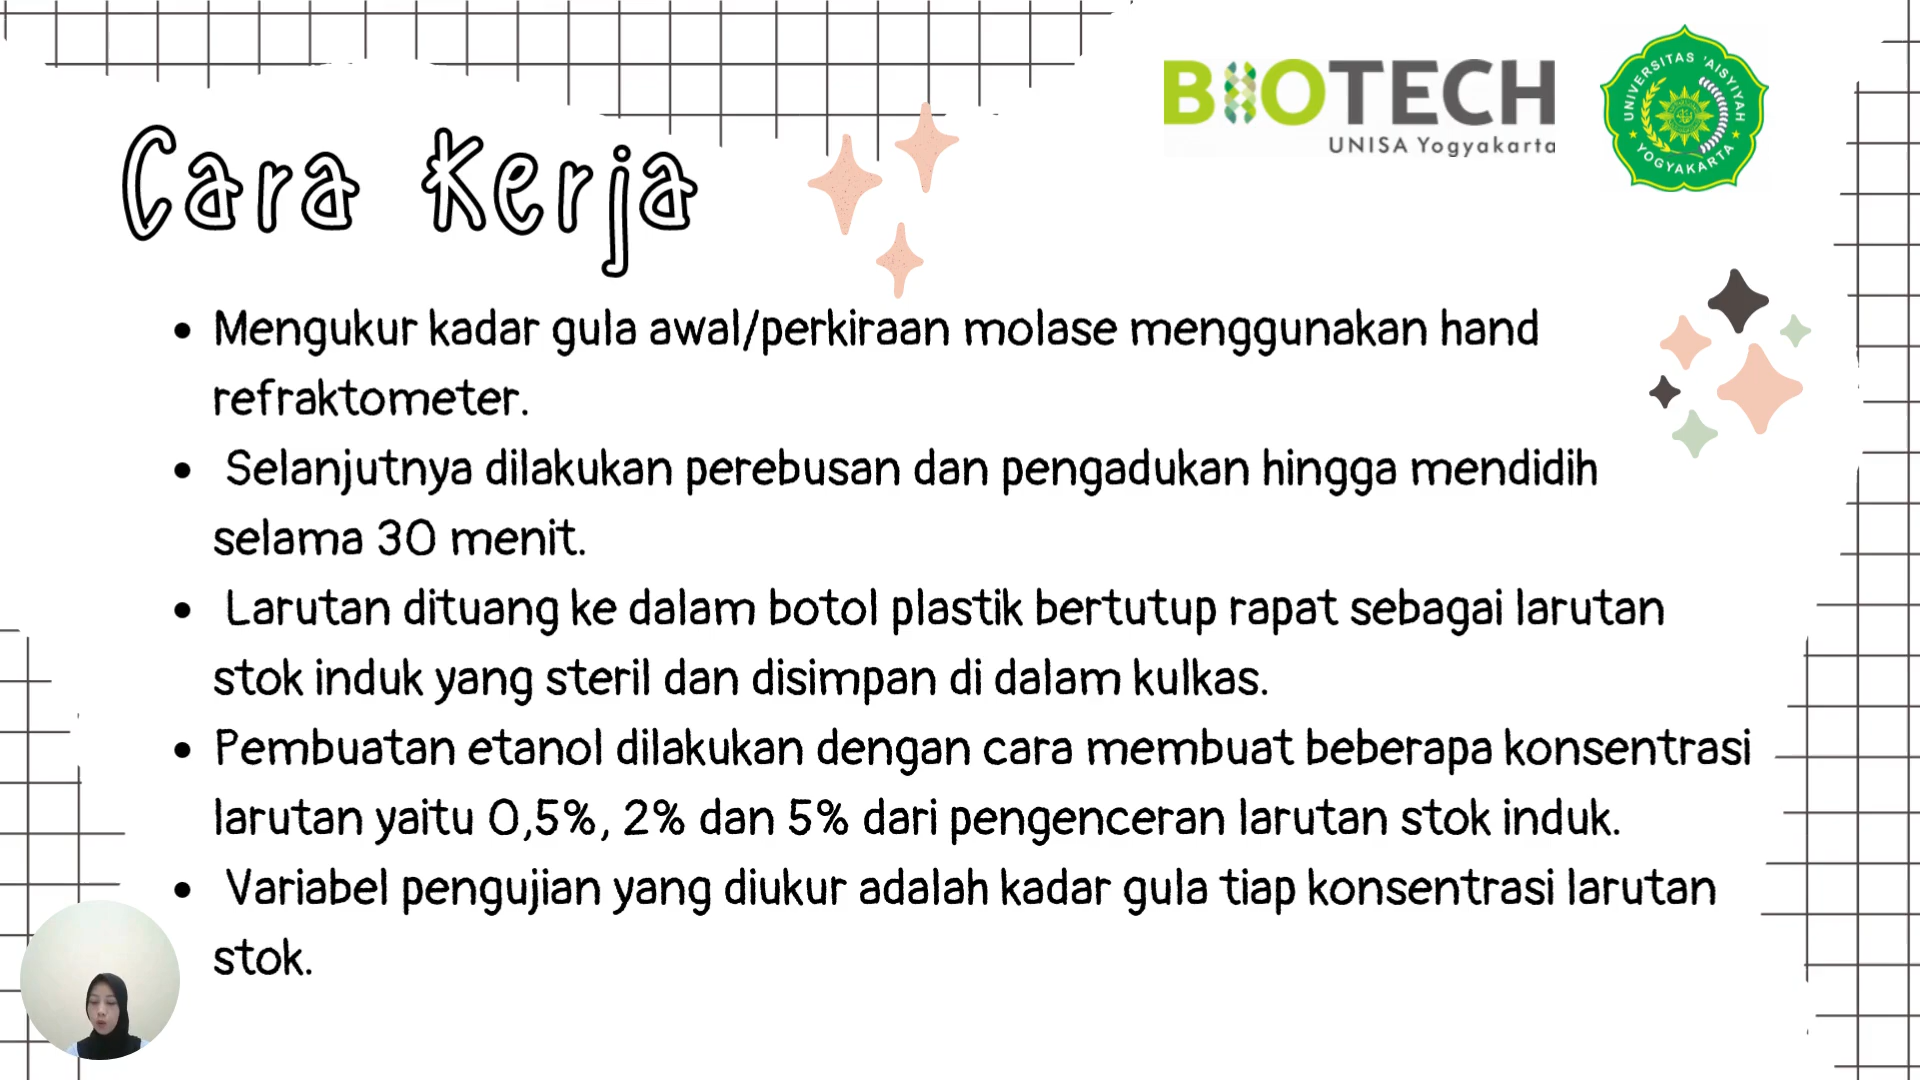 BIOTECH
UNISA Yogyakarta
UNIVERSITAS 'AISYIYAH
YOGYAKARTA
Cara Kerja
• Mengukur kadar gula awal/perkiraan molase menggunakan hand
refraktometer.
• Selanjutnya dilakukan perebusan dan pengadukan hingga mendidih
selama 30 menit.
• Larutan dituang ke dalam botol plastik bertutup rapat sebagai larutan
stok induk yang steril dan disimpan di dalam kulkas.
• Pembuatan etanol dilakukan dengan cara membuat beberapa konsentrasi
larutan yaitu 0,5%, 2% dan 5% dari pengenceran larutan stok induk.
• Variabel pengujian yang diukur adalah kadar gula tiap konsentrasi larutan
stok.